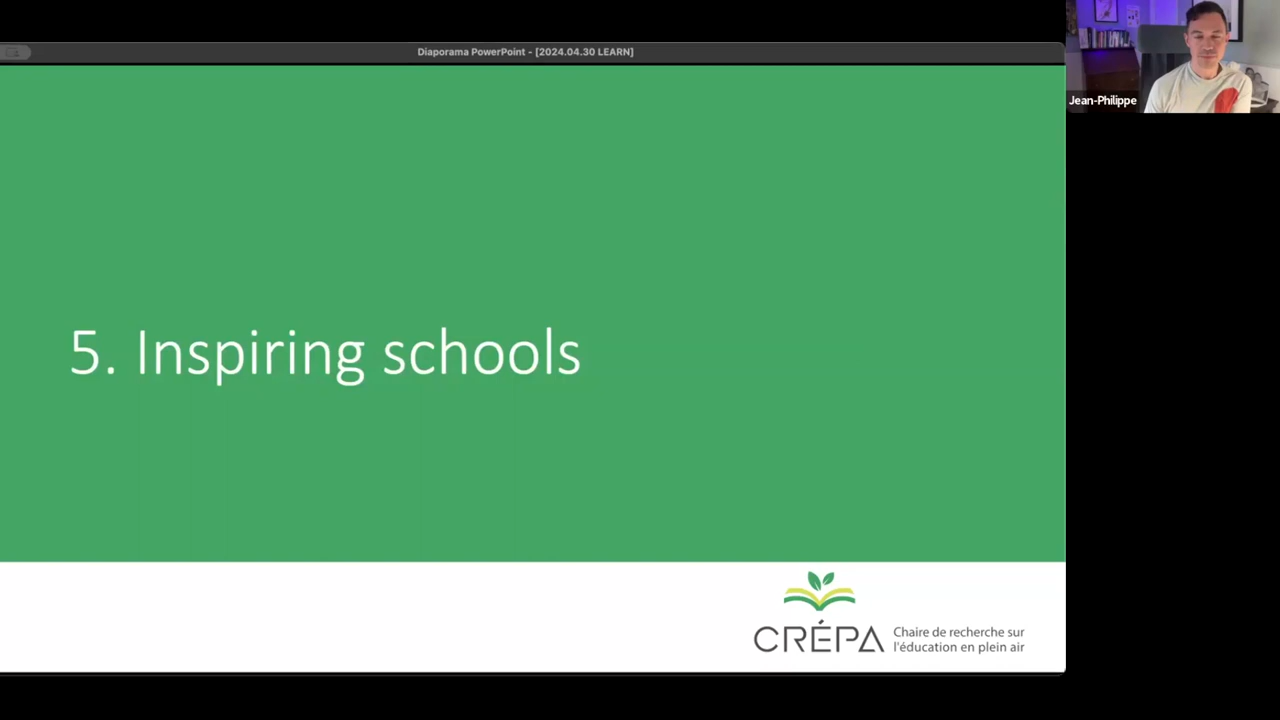 Diaporama PowerPoint - [2024.04.30 LEARN]
Jean-Philippe
5. Inspiring schools
CRÉPA
Chaire de recherche sur
l'éducation en plein air